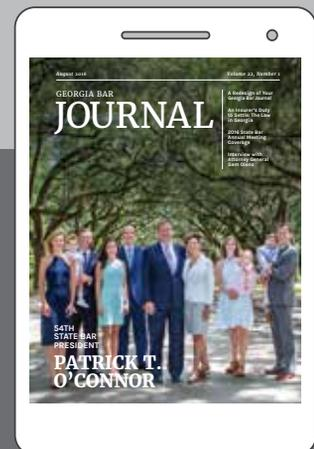 August 2016
Volume 22, Number 1
GEORGIA BAR
JOURNAL
A Redesign of Your
Georgia Bar Journal
An Insurer's Duty
to Settle: The Law
in Georgia
2016 State Bar
Annual Meeting
Coverage
Interview with
Attorney General
Sam Olens
54TH
STATE BAR
PRESIDENT
PATRICK T.
O'CONNOR